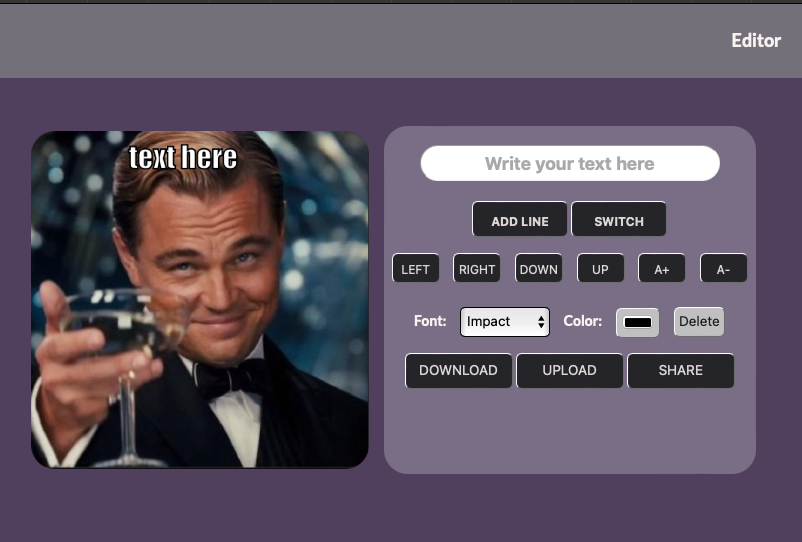 Editor
text here
Write your text here
ADD LINE SWITCH
LEFT RIGHT DOWN UP A+ A-
Font: Impact Color: Delete
DOWNLOAD UPLOAD SHARE